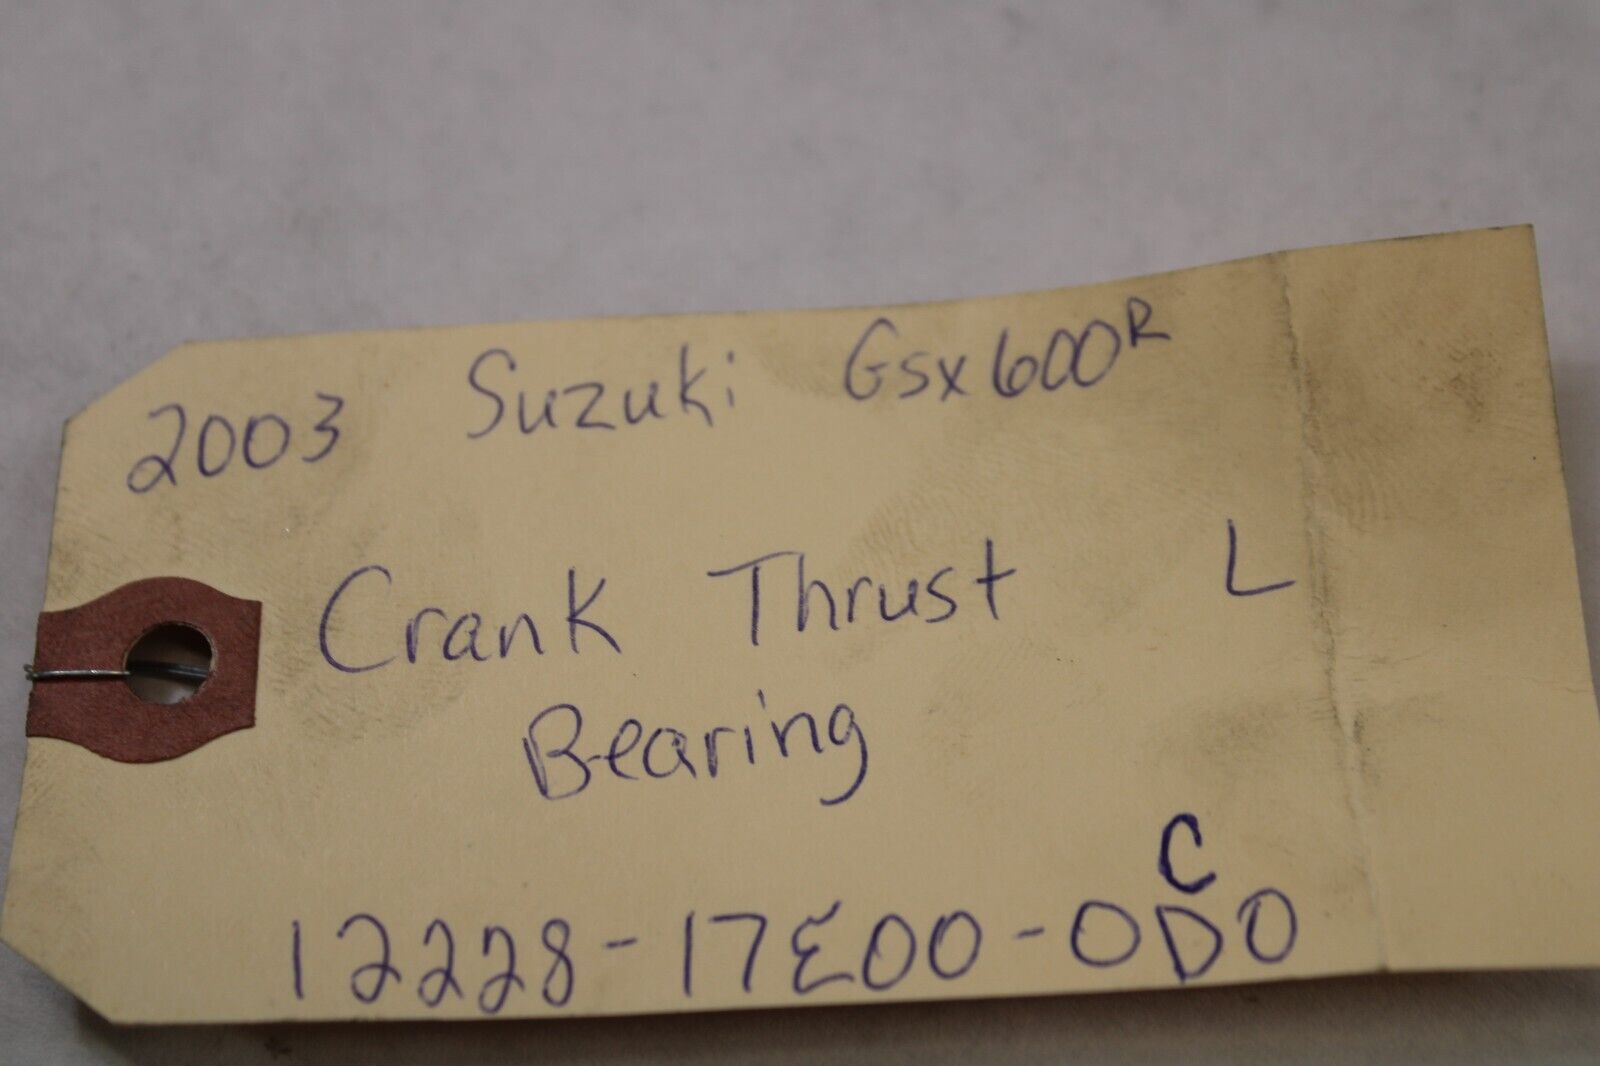 2003 Suzuki Gsx600R
Crank Thrust L
Bearing
C
12228-17E00-0D0